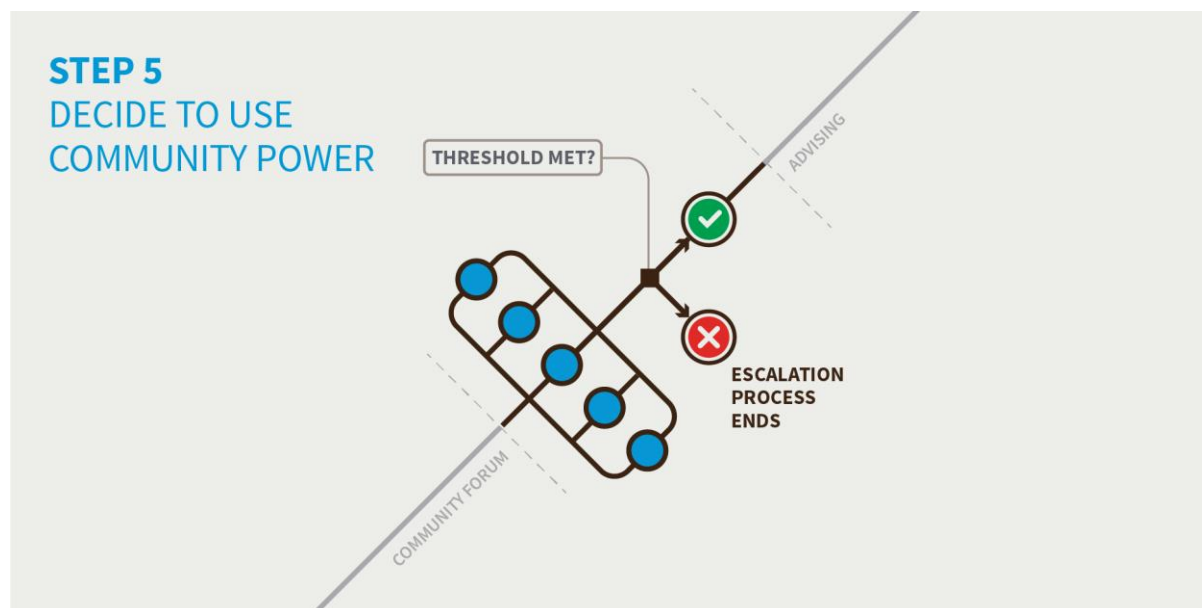 STEP 5
DECIDE TO USE
COMMUNITY POWER
THRESHOLD MET?
ADVISING
ESCALATION
PROCESS
ENDS
COMMUNITY FORUM